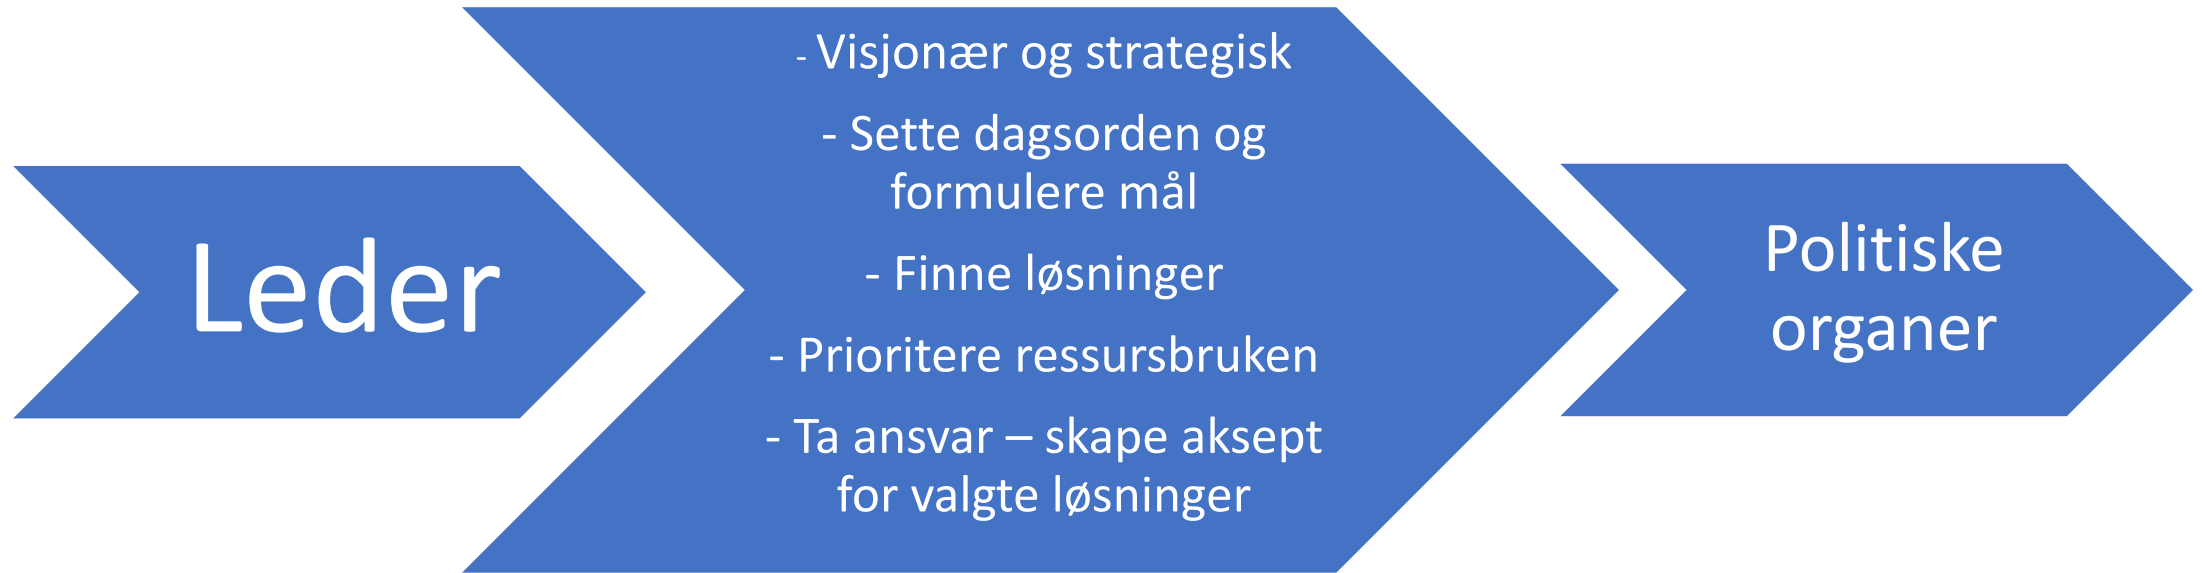 Leder
- Visjonær og strategisk
- Sette dagsorden og
formulere mål
- Finne løsninger
- Prioritere ressursbruken
- Ta ansvar – skape aksept
for valgte løsninger
Politiske
organer